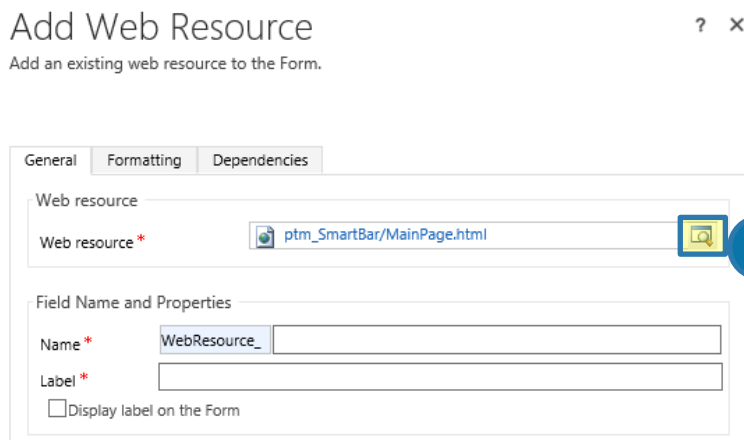 Add Web Resource
? ×
Add an existing web resource to the Form.
General Formatting Dependencies
Web resource
Web resource * ptm_SmartBar/MainPage.html
Field Name and Properties
Name * WebResource_
Label *
Display label on the Form